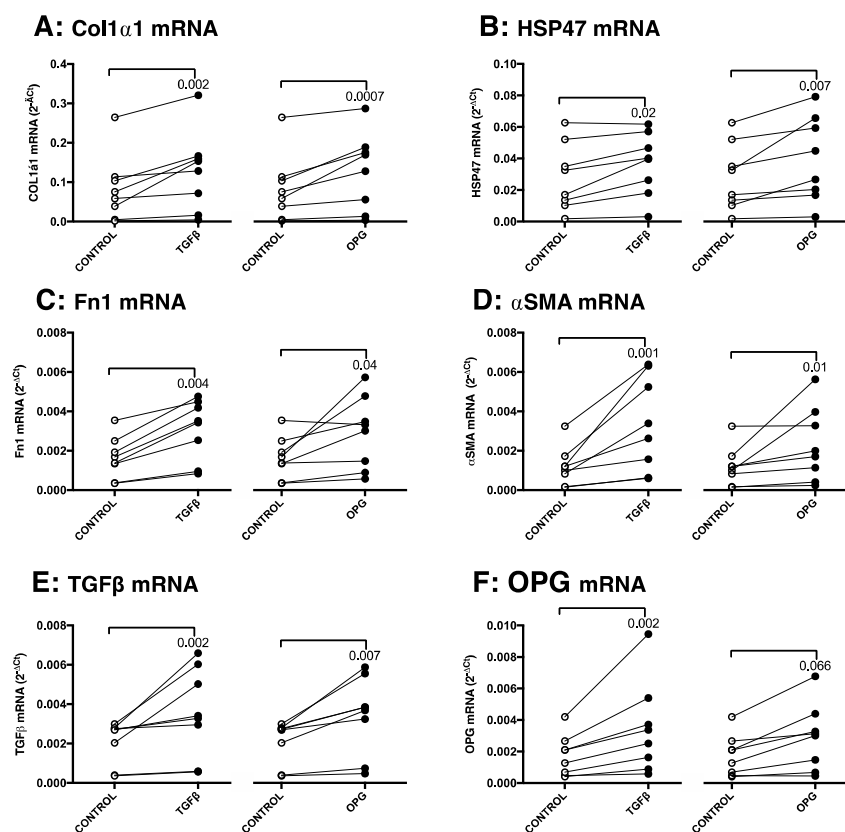 A: Col1α1 mRNA
COL1á1 mRNA (2-ÄCt)
0.4
0.3
0.2
0.1
0.0
0.002
0.0007
CONTROL
TGFβ
CONTROL
OPG
B: HSP47 mRNA
HSP47 mRNA (2-ΔCt)
0.10
0.08
0.06
0.04
0.02
0.00
0.02
0.007
CONTROL
TGFβ
CONTROL
OPG
C: Fn1 mRNA
Fn1 mRNA (2-ΔCt)
0.008
0.006
0.004
0.002
0.000
0.004
0.04
CONTROL
TGFβ
CONTROL
OPG
D: αSMA mRNA
αSMA mRNA (2-ΔCt)
0.008
0.006
0.004
0.002
0.000
0.001
0.01
CONTROL
TGFβ
CONTROL
OPG
E: TGFβ mRNA
TGFβ mRNA (2-ΔCt)
0.008
0.006
0.004
0.002
0.000
0.002
0.007
CONTROL
TGFβ
CONTROL
OPG
F: OPG mRNA
OPG mRNA (2-ΔCt)
0.010
0.008
0.006
0.004
0.002
0.000
0.002
0.066
CONTROL
TGFβ
CONTROL
OPG